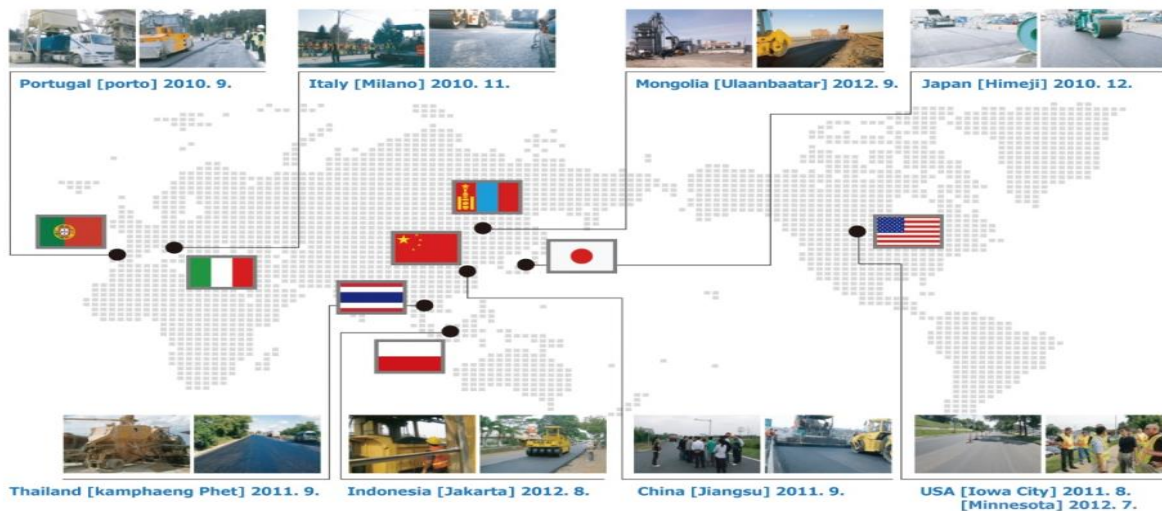 Portugal [porto] 2010. 9.
Italy [Milano] 2010. 11.
Mongolia [Ulaanbaatar] 2012. 9.
Japan [Himeji] 2010. 12.
Thailand [kamphaeng Phet] 2011. 9.
Indonesia [Jakarta] 2012. 8.
China [Jiangsu] 2011. 9.
USA [Iowa City] 2011. 8.
[Minnesota] 2012. 7.